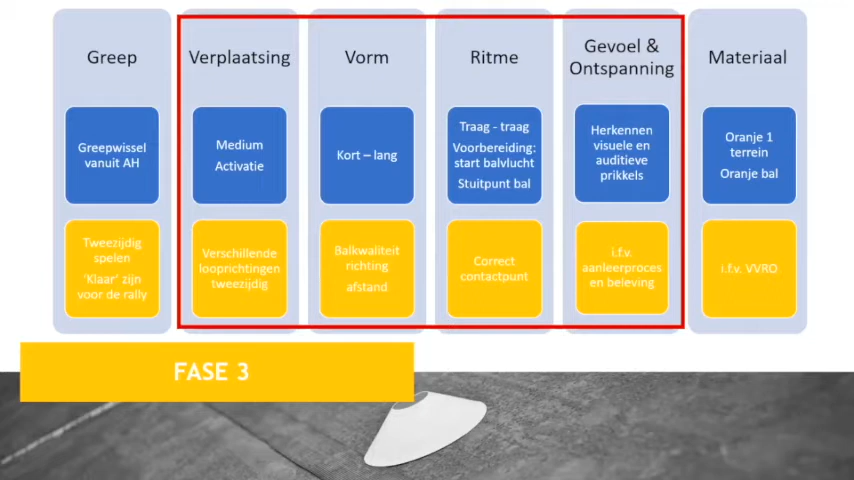 Greep
Greepwissel
vanuit AH
Tweezijdig
spelen
'Klaar' zijn
voor de rally
Verplaatsing
Medium
Activatie
Verschillende
looprichtingen
tweezijdig
Vorm
Kort – lang
Balkwaliteit
richting
afstand
Ritme
Traag - traag
Voorbereiding:
start balvlucht
Stuitpunt bal
Correct
contactpunt
Gevoel &
Ontspanning
Herkennen
visuele en
auditieve
prikkels
i.f.v.
aanleerproces
en beleving
Materiaal
Oranje 1
terrein
Oranje bal
i.f.v. VVRO
FASE 3